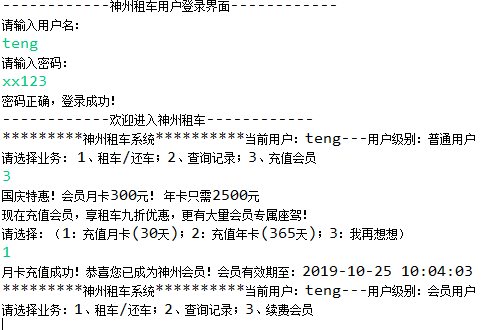 ------------神州租车用户登录界面------------
请输入用户名：
teng
请输入密码：
xx123
密码正确，登录成功！
------------欢迎进入神州租车------------
*********神州租车系统**********当前用户：teng---用户级别：普通用户
请选择业务：1、租车/还车；2、查询记录；3、充值会员
3
国庆特惠！会员月卡300元！年卡只需2500元
现在充值会员，享租车九折优惠，更有大量会员专属座驾！
请选择：（1：充值月卡(30天)；2：充值年卡(365天)；3：我再想想）
1
月卡充值成功！恭喜您已成为神州会员！会员有效期至：2019-10-25 10:04:03
*********神州租车系统**********当前用户：teng---用户级别：会员用户
请选择业务：1、租车/还车；2、查询记录；3、续费会员